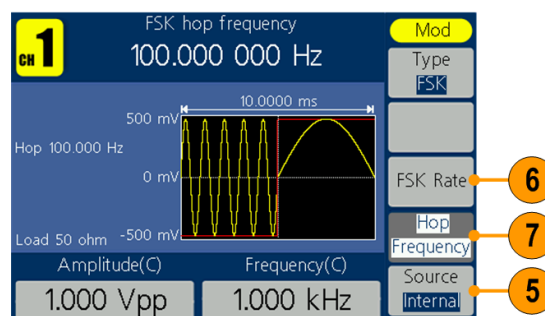 CH 1
FSK hop frequency
100.000 000 Hz
Mod
Type
FSK
10.0000 ms
500 mV
Hop 100.000 Hz
0 mV
Load 50 ohm
-500 mV
FSK Rate
6
Hop
Frequency
7
Source
Internal
5
Amplitude(C)
1.000 Vpp
Frequency(C)
1.000 kHz